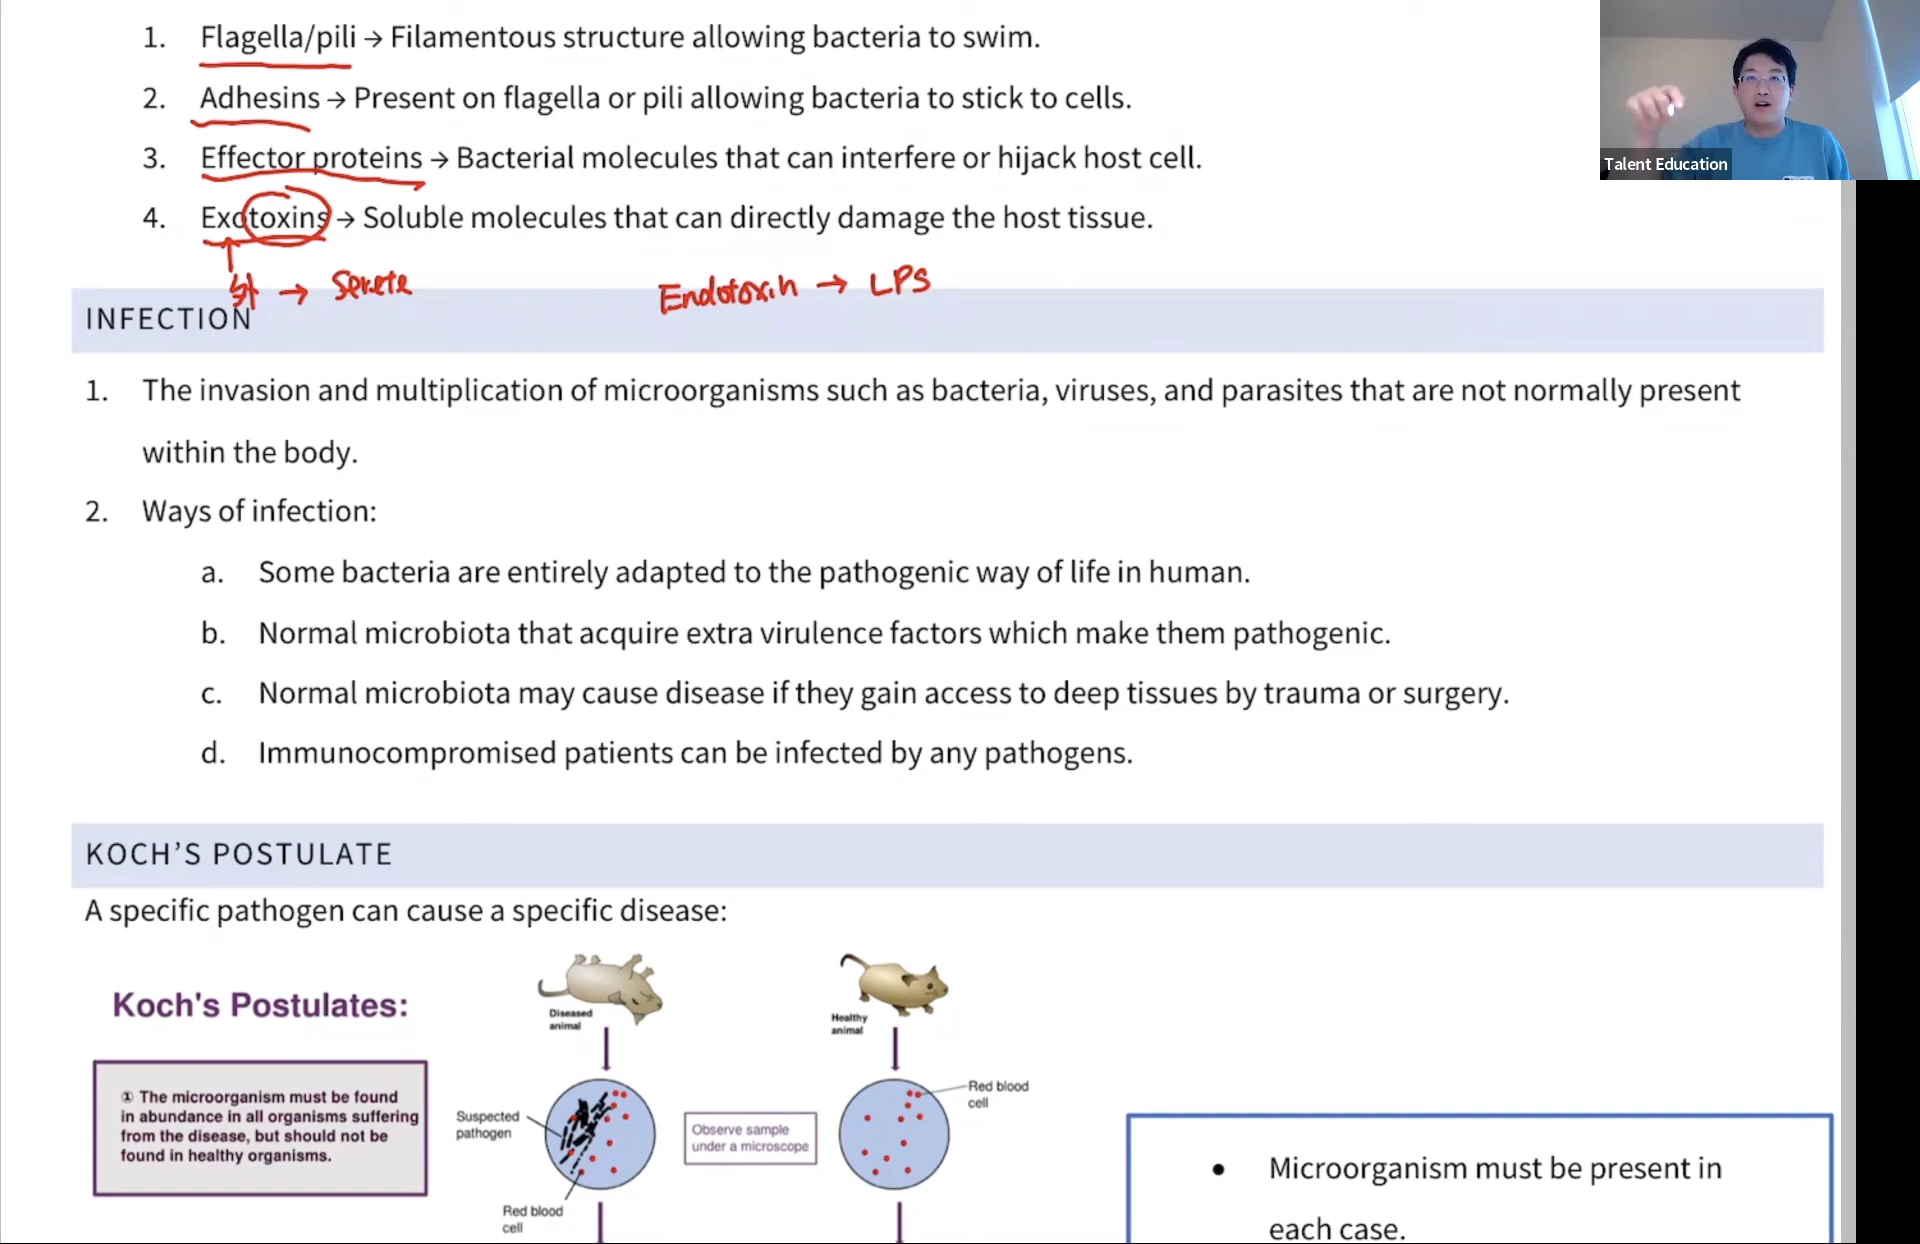 1. Flagella/pili → Filamentous structure allowing bacteria to swim.
2. Adhesins → Present on flagella or pili allowing bacteria to stick to cells.
3. Effector proteins → Bacterial molecules that can interfere or hijack host cell.
4. Exotoxins → Soluble molecules that can directly damage the host tissue.
→ Secrete
Endotoxin → LPS
INFECTION
1. The invasion and multiplication of microorganisms such as bacteria, viruses, and parasites that are not normally present
within the body.
2. Ways of infection:
a. Some bacteria are entirely adapted to the pathogenic way of life in human.
b. Normal microbiota that acquire extra virulence factors which make them pathogenic.
c. Normal microbiota may cause disease if they gain access to deep tissues by trauma or surgery.
d. Immunocompromised patients can be infected by any pathogens.
KOCH’S POSTULATE
A specific pathogen can cause a specific disease:
Koch's Postulates:
① The microorganism must be found
in abundance in all organisms suffering
from the disease, but should not be
found in healthy organisms.
Diseased
animal
Healthy
animal
Suspected
pathogen
Red blood
cell
Observe sample
under a microscope
Red blood
cell
• Microorganism must be present in
each case.
Talent Education